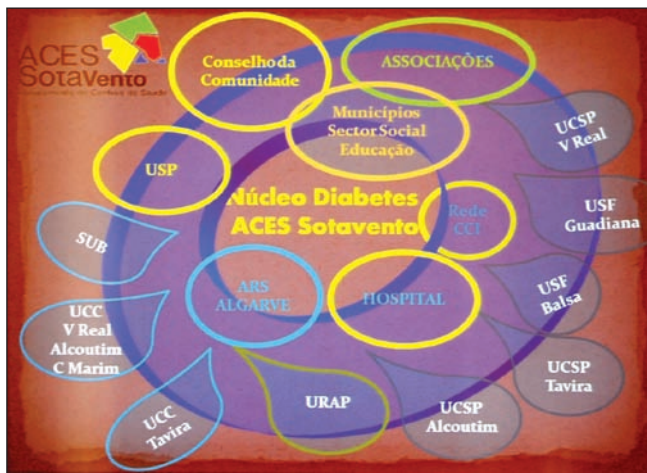 ACES
SotaVento
Conselho da
Comunidade
ASSOCIAÇÕES
Municípios
Sector Social
Educação
UCSP
V Real
USP
Núcleo Diabetes
ACES Sotavento
Rede
CCI
USF
Guadiana
SUB
ARS
ALGARVE
HOSPITAL
USF
Balsa
UCC
V Real
Alcoutim
C Marim
UCSP
Tavira
UCC
Tavira
URAP
UCSP
Alcoutim